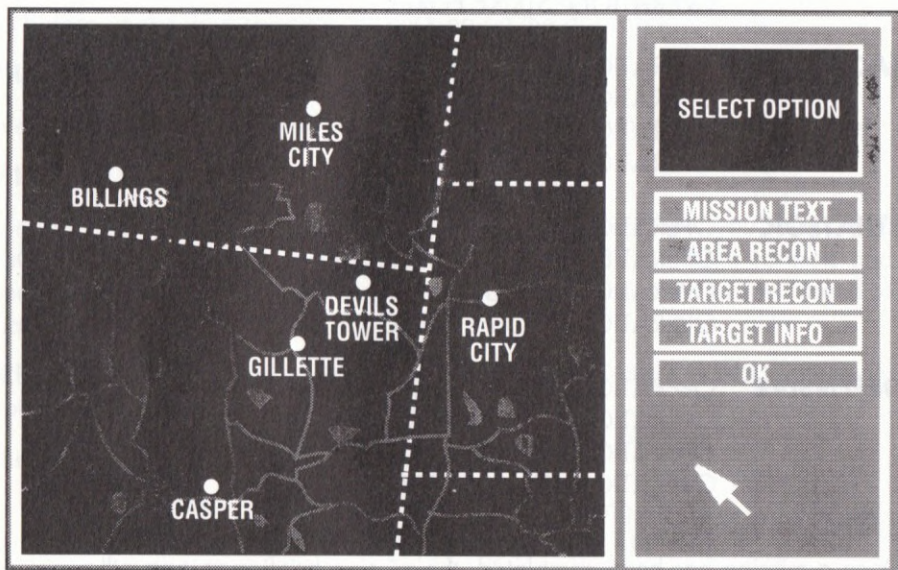 MILES
CITY
BILLINGS
DEVILS
TOWER
RAPID
CITY
GILLETTE
CASPER
SELECT OPTION
MISSION TEXT
AREA RECON
TARGET RECON
TARGET INFO
OK